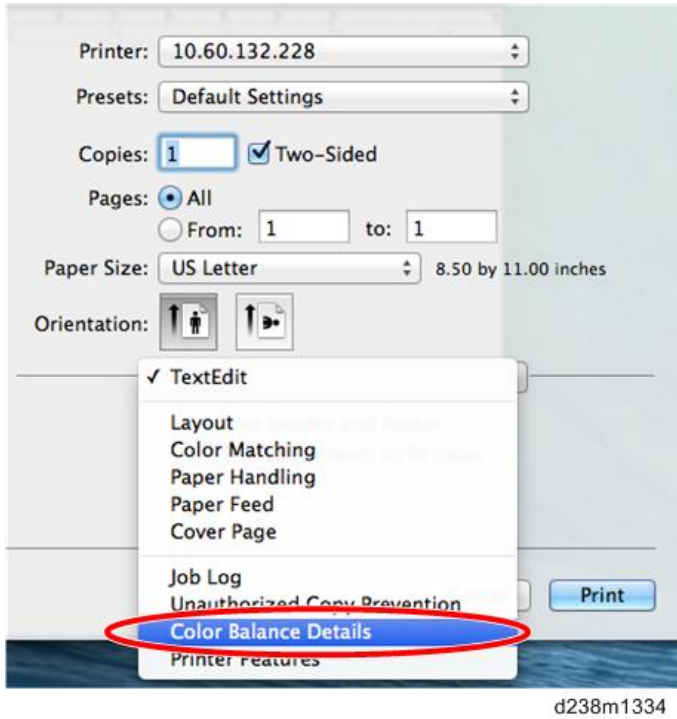 Printer: 10.60.132.228
Presets: Default Settings
Copies: 1 Two-Sided
Pages: All
From: 1 to: 1
Paper Size: US Letter 8.50 by 11.00 inches
Orientation:
✓ TextEdit
Layout
Color Matching
Paper Handling
Paper Feed
Cover Page
Job Log
Unauthorized Copy Prevention
Print
Color Balance Details
Printer Features
d238m1334